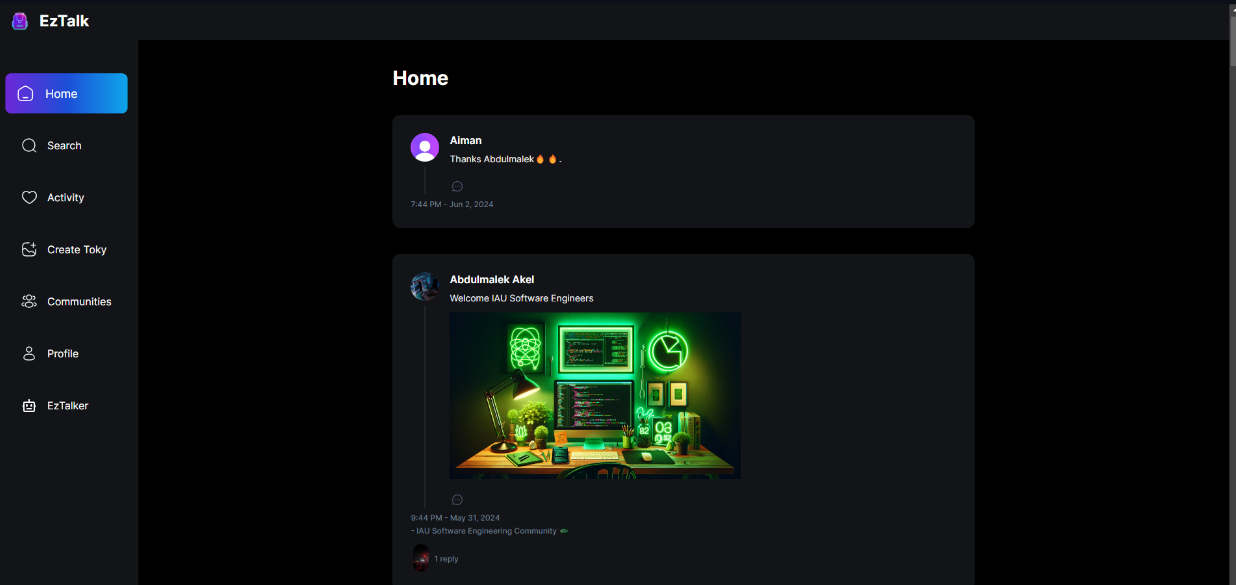 EzTalk
Home
Search
Activity
Create Toky
Communities
Profile
EzTalker
Home
Aiman
Thanks Abdulmalek🔥 🔥 .
7:44 PM - Jun 2, 2024
Abdulmalek Akel
Welcome IAU Software Engineers
9:44 PM - May 31, 2024
- IAU Software Engineering Community
1 reply